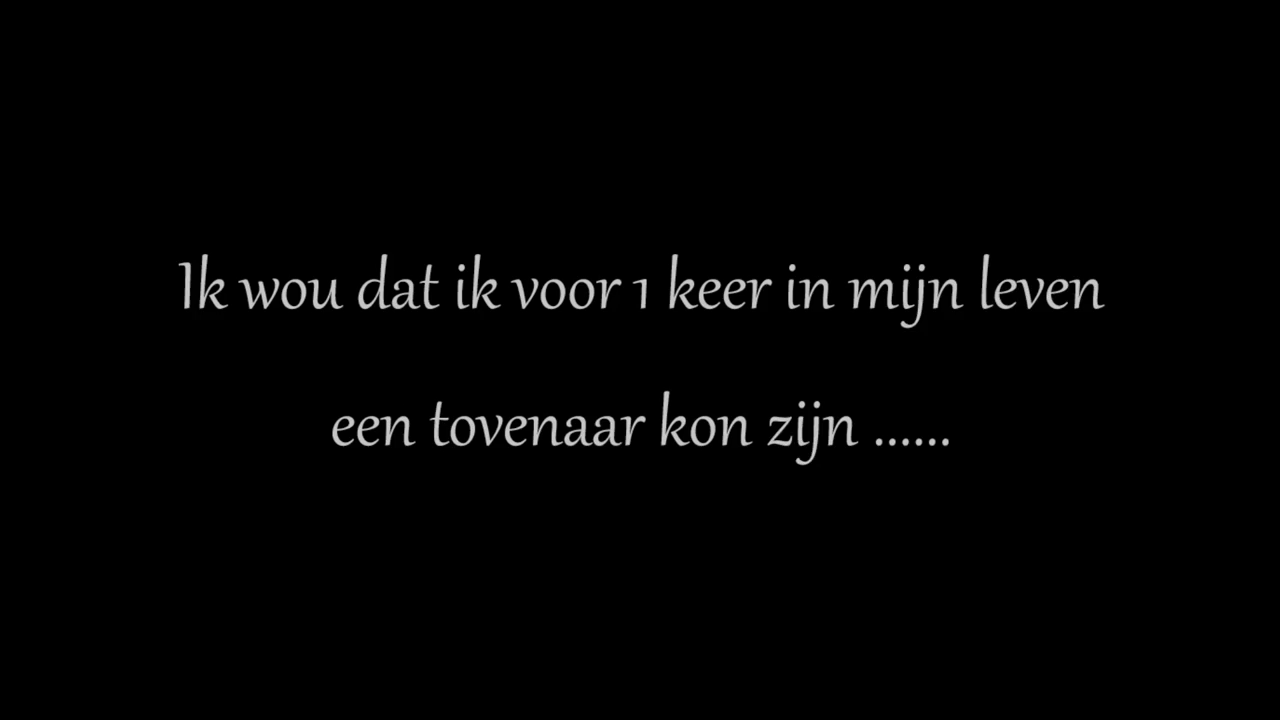 Ik wou dat ik voor 1 keer in mijn leven
een tovenaar kon zijn ......